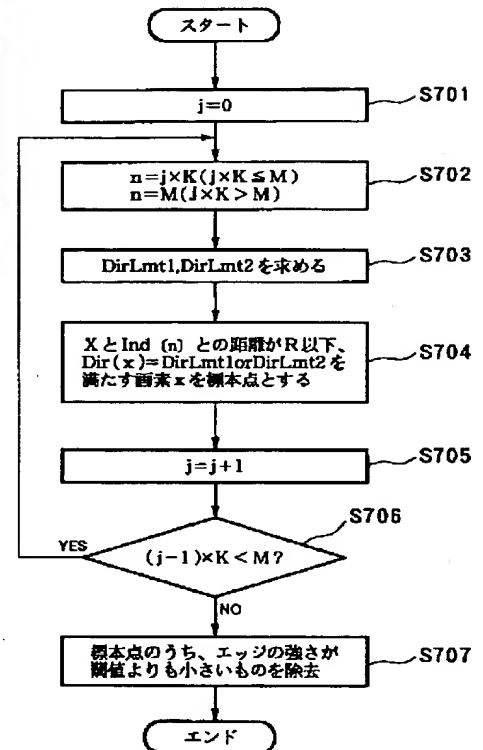 スタート
j=0
S701
n=j×K(j×K≦M)
n=M(j×K>M)
S702
DirLmt1,DirLmt2を求める
S703
XとInd〔n〕との距離がR以下、
Dir(x)=DirLmt1orDirLmt2を
満たす画素xを標本点とする
S704
j=j+1
S705
S706
YES
(j-1)×K<M?
NO
標本点のうち、エッジの強さが
閾値よりも小さいものを除去
S707
エンド